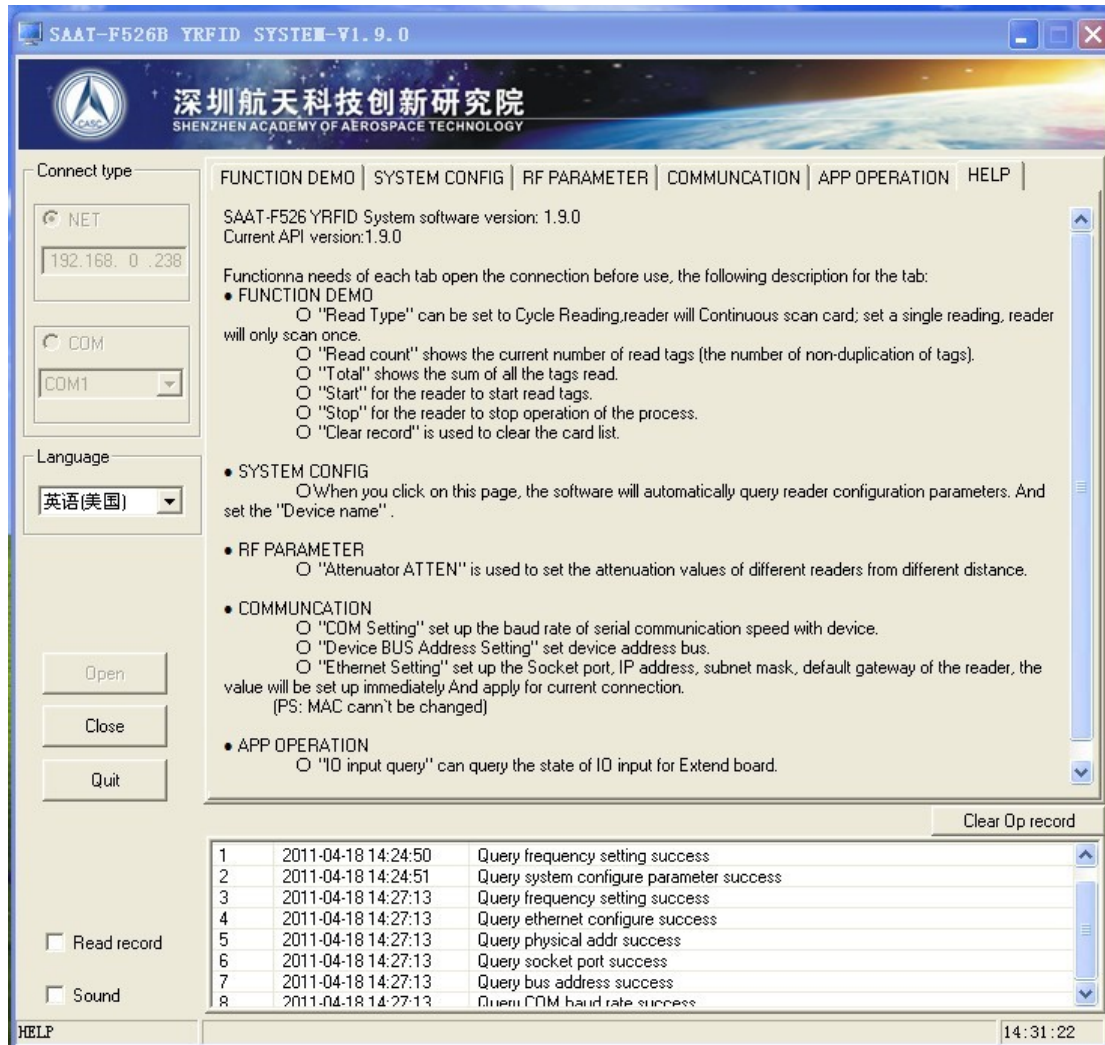 SAAT-F526B YRFID SYSTEM-V1.9.0
CASC
深圳航天科技创新研究院
SHENZHEN ACADEMY OF AEROSPACE TECHNOLOGY
Connect type
NET
192.168. 0 .238
COM
COM1
Language
英语(美国)
Open
Close
Quit
Read record
Sound
FUNCTION DEMO SYSTEM CONFIG RF PARAMETER COMMUNCATION APP OPERATION HELP
SAAT-F526 YRFID System software version: 1.9.0
Current API version:1.9.0
Functionna needs of each tab open the connection before use, the following description for the tab:
● FUNCTION DEMO
O "Read Type" can be set to Cycle Reading,reader will Continuous scan card; set a single reading, reader
will only scan once.
O "Read count" shows the current number of read tags (the number of non-duplication of tags).
O "Total" shows the sum of all the tags read.
O "Start" for the reader to start read tags.
O "Stop" for the reader to stop operation of the process.
O "Clear record" is used to clear the card list.
● SYSTEM CONFIG
O When you click on this page, the software will automatically query reader configuration parameters. And
set the "Device name" .
● RF PARAMETER
O "Attenuator ATTEN" is used to set the attenuation values of different readers from different distance.
● COMMUNCATION
O "COM Setting" set up the baud rate of serial communication speed with device.
O "Device BUS Address Setting" set device address bus.
O "Ethernet Setting" set up the Socket port, IP address, subnet mask, default gateway of the reader, the
value will be set up immediately And apply for current connection.
(PS: MAC cann`t be changed)
● APP OPERATION
O "IO input query" can query the state of IO input for Extend board.
Clear Op record
1 2011-04-18 14:24:50 Query frequency setting success
2 2011-04-18 14:24:51 Query system configure parameter success
3 2011-04-18 14:27:13 Query frequency setting success
4 2011-04-18 14:27:13 Query ethernet configure success
5 2011-04-18 14:27:13 Query physical addr success
6 2011-04-18 14:27:13 Query socket port success
7 2011-04-18 14:27:13 Query bus address success
8 2011-04-18 14:27:13 Query COM baud rate success
HELP
14:31:22